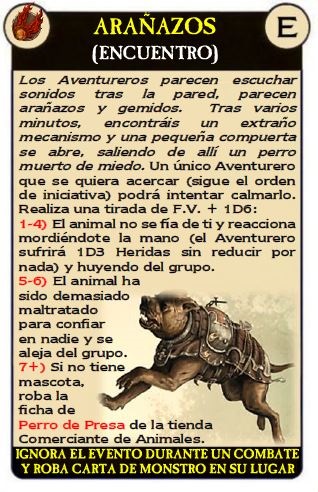 ARAÑAZOS
E
(ENCUENTRO)
Los Aventureros parecen escuchar
sonidos tras la pared, parecen
arañazos y gemidos. Tras varios
minutos, encontráis un extraño
mecanismo y una pequeña compuerta
se abre, saliendo de allí un perro
muerto de miedo. Un único Aventurero
que se quiera acercar (sigue el orden
de iniciativa) podrá intentar calmarlo.
Realiza una tirada de F.V. + 1D6:
1-4) El animal no se fía de ti y reacciona
mordiéndote la mano (el Aventurero
sufrirá 1D3 Heridas sin reducir por
nada) y huyendo del grupo.
5-6) El animal ha
sido demasiado
maltratado
para confiar
en nadie y se
aleja del grupo.
7+) Si no tiene
mascota,
roba la
ficha de
Perro de Presa de la tienda
Comerciante de Animales.
IGNORA EL EVENTO DURANTE UN COMBATE
Y ROBA CARTA DE MONSTRO EN SU LUGAR